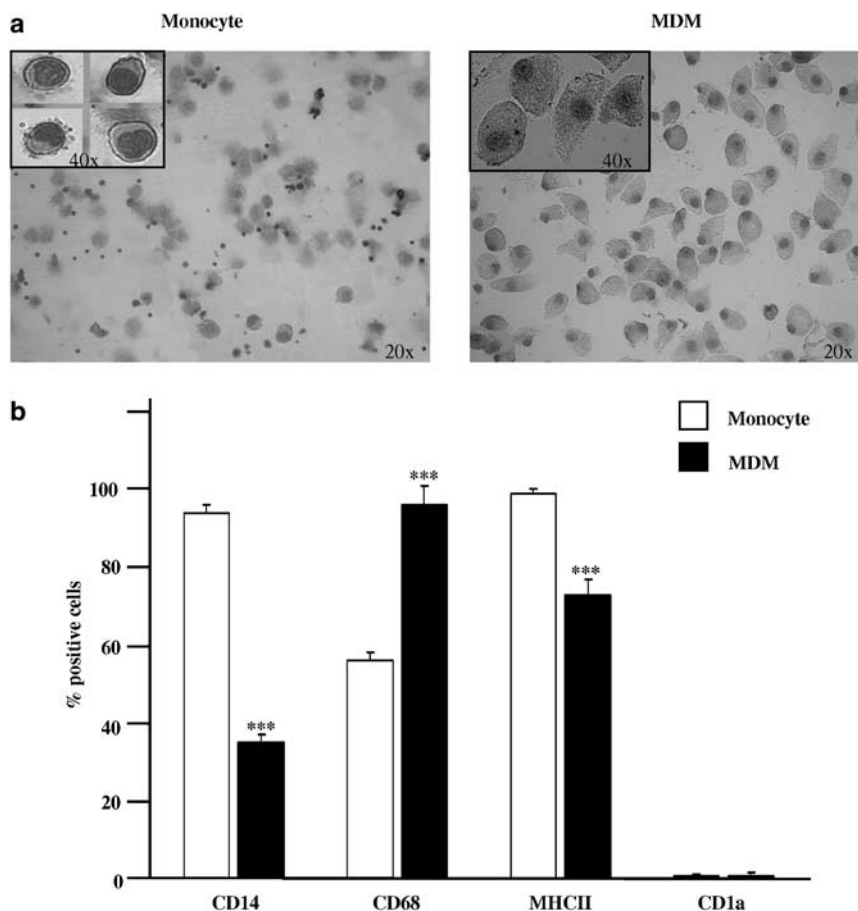 a
Monocyte
MDM
40x
20x
40x
20x
b
Monocyte
MDM
% positive cells
100
80
60
40
20
0
***
***
***
CD14
CD68
MHCII
CD1a